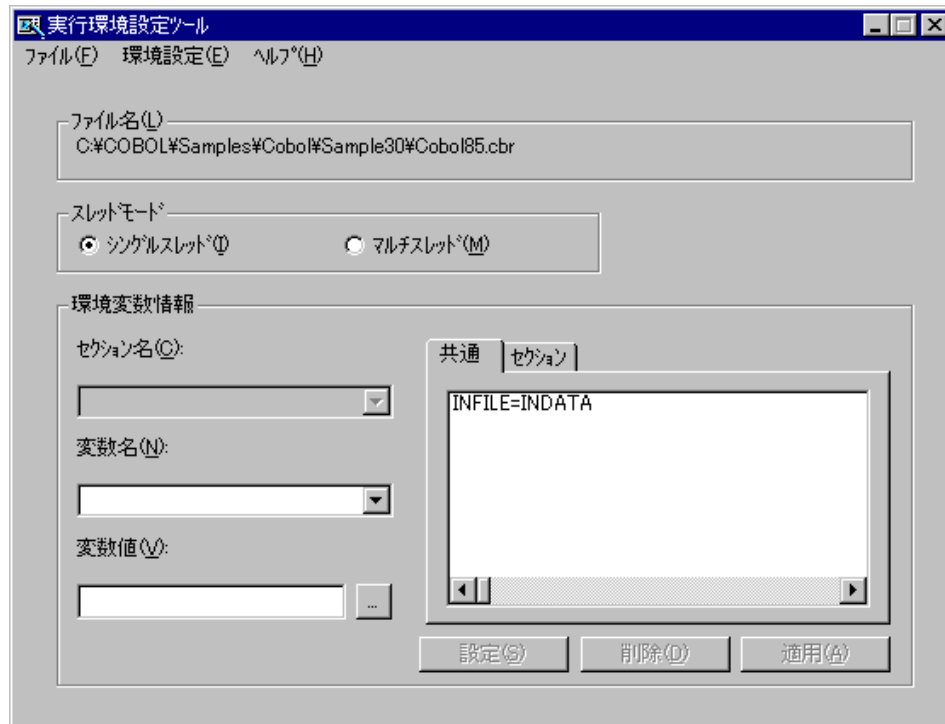 実行環境設定ﾂｰﾙ
ﾌｧｲﾙ(F) 環境設定(E) ﾍﾙﾌﾟ(H)
ﾌｧｲﾙ名(L)
C:¥COBOL¥Samples¥Cobol¥Sample30¥Cobol85.cbr
ｽﾚｯﾄﾞﾓｰﾄﾞ
ｼﾝｸﾞﾙｽﾚｯﾄﾞ(I) ﾏﾙﾁｽﾚｯﾄﾞ(M)
環境変数情報
ｾｸｼｮﾝ名(C):
共通 ｾｸｼｮﾝ
INFILE=INDATA
変数名(N):
変数値(V):
...
設定(S) 削除(D) 適用(A)